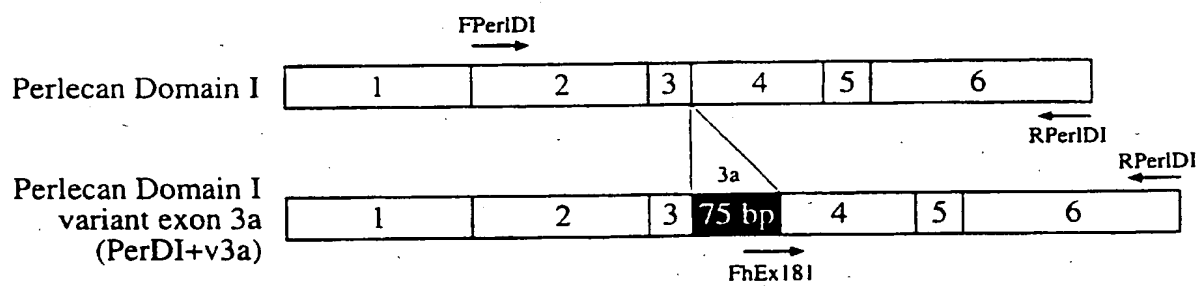 FPerlDI
Perlecan Domain I
1 2 3 4 5 6
RPerlDI
RPerlDI
3a
Perlecan Domain I
variant exon 3a
(PerDI+v3a)
1 2 3 75 bp 4 5 6
FhEx181